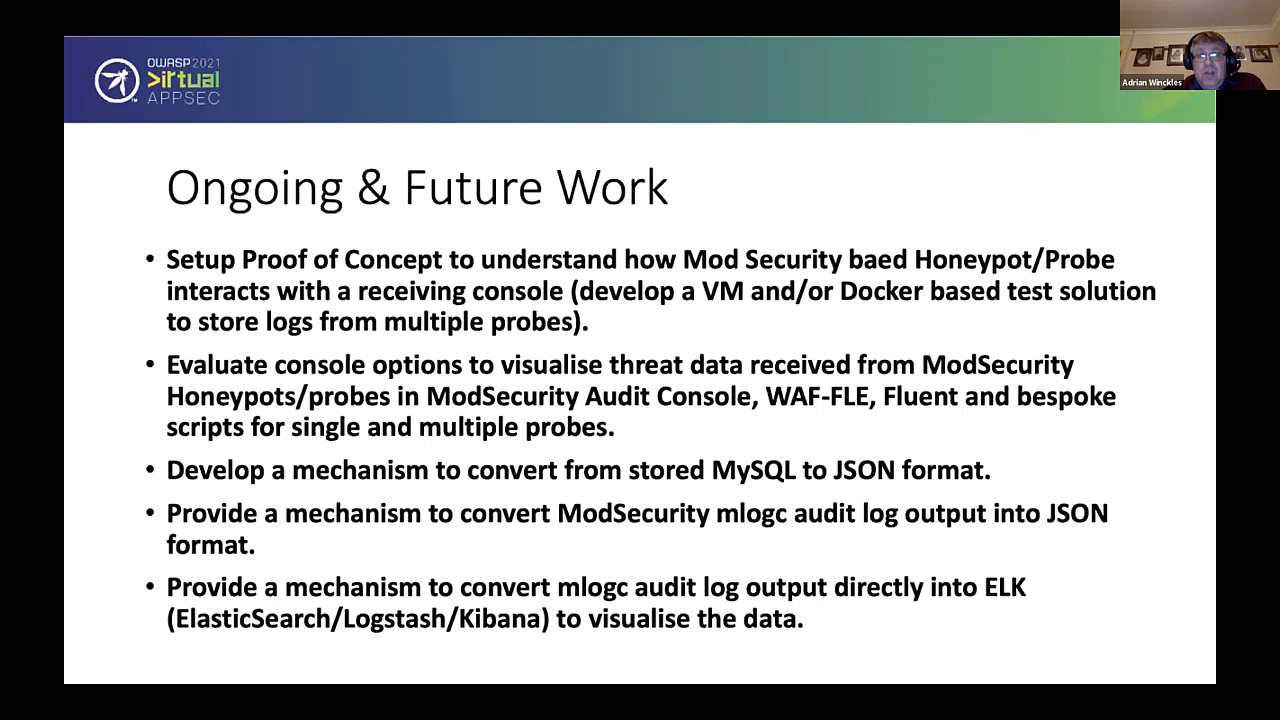 OWASP 2021
Virtual
APPSEC
Adrian Winckles
Ongoing & Future Work
• Setup Proof of Concept to understand how Mod Security baed Honeypot/Probe
interacts with a receiving console (develop a VM and/or Docker based test solution
to store logs from multiple probes).
• Evaluate console options to visualise threat data received from ModSecurity
Honeypots/probes in ModSecurity Audit Console, WAF-FLE, Fluent and bespoke
scripts for single and multiple probes.
• Develop a mechanism to convert from stored MySQL to JSON format.
• Provide a mechanism to convert ModSecurity mlogc audit log output into JSON
format.
• Provide a mechanism to convert mlogc audit log output directly into ELK
(ElasticSearch/Logstash/Kibana) to visualise the data.